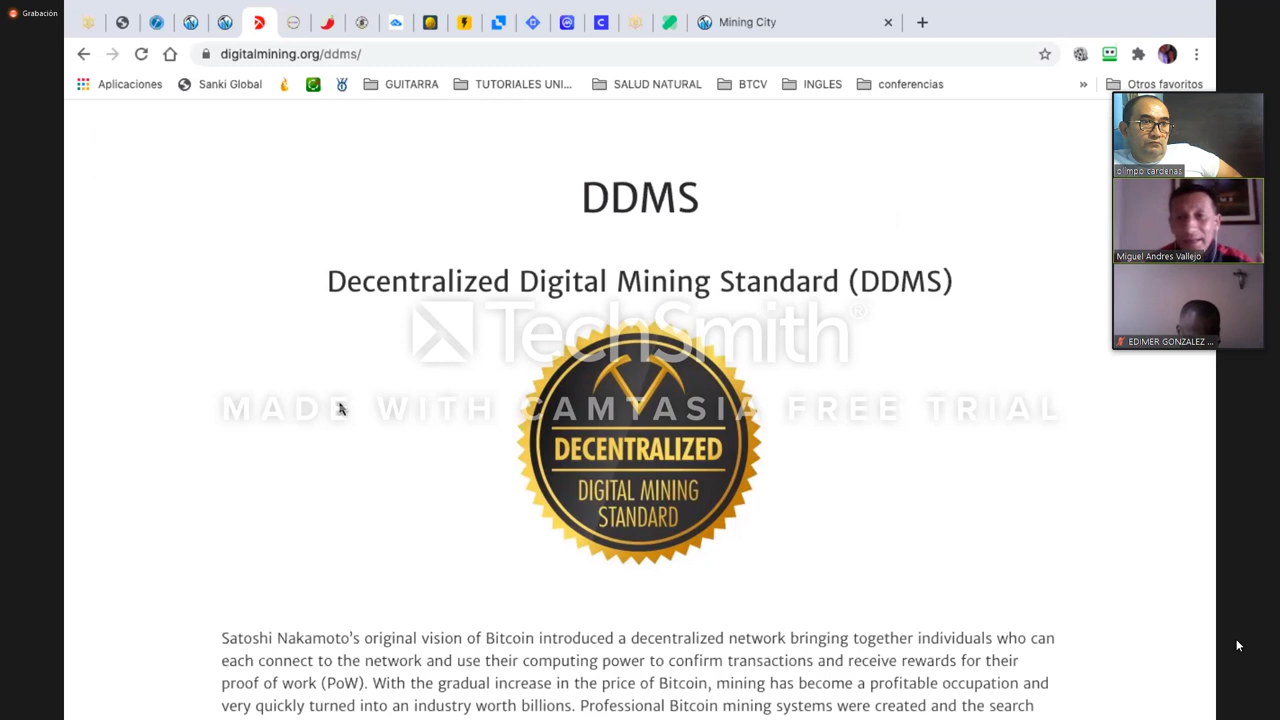 Grabación
Mining City
digitalmining.org/ddms/
Aplicaciones
Sanki Global
GUITARRA
TUTORIALES UNI...
SALUD NATURAL
BTCV
INGLES
conferencias
»
Otros favoritos
olimpo cardenas
Miguel Andres Vallejo
EDIMER GONZALEZ ...
DDMS
Decentralized Digital Mining Standard (DDMS)
TechSmith®
MADE WITH CAMTASIA FREE TRIAL
DECENTRALIZED
DIGITAL MINING
STANDARD
Satoshi Nakamoto's original vision of Bitcoin introduced a decentralized network bringing together individuals who can
each connect to the network and use their computing power to confirm transactions and receive rewards for their
proof of work (PoW). With the gradual increase in the price of Bitcoin, mining has become a profitable occupation and
very quickly turned into an industry worth billions. Professional Bitcoin mining systems were created and the search